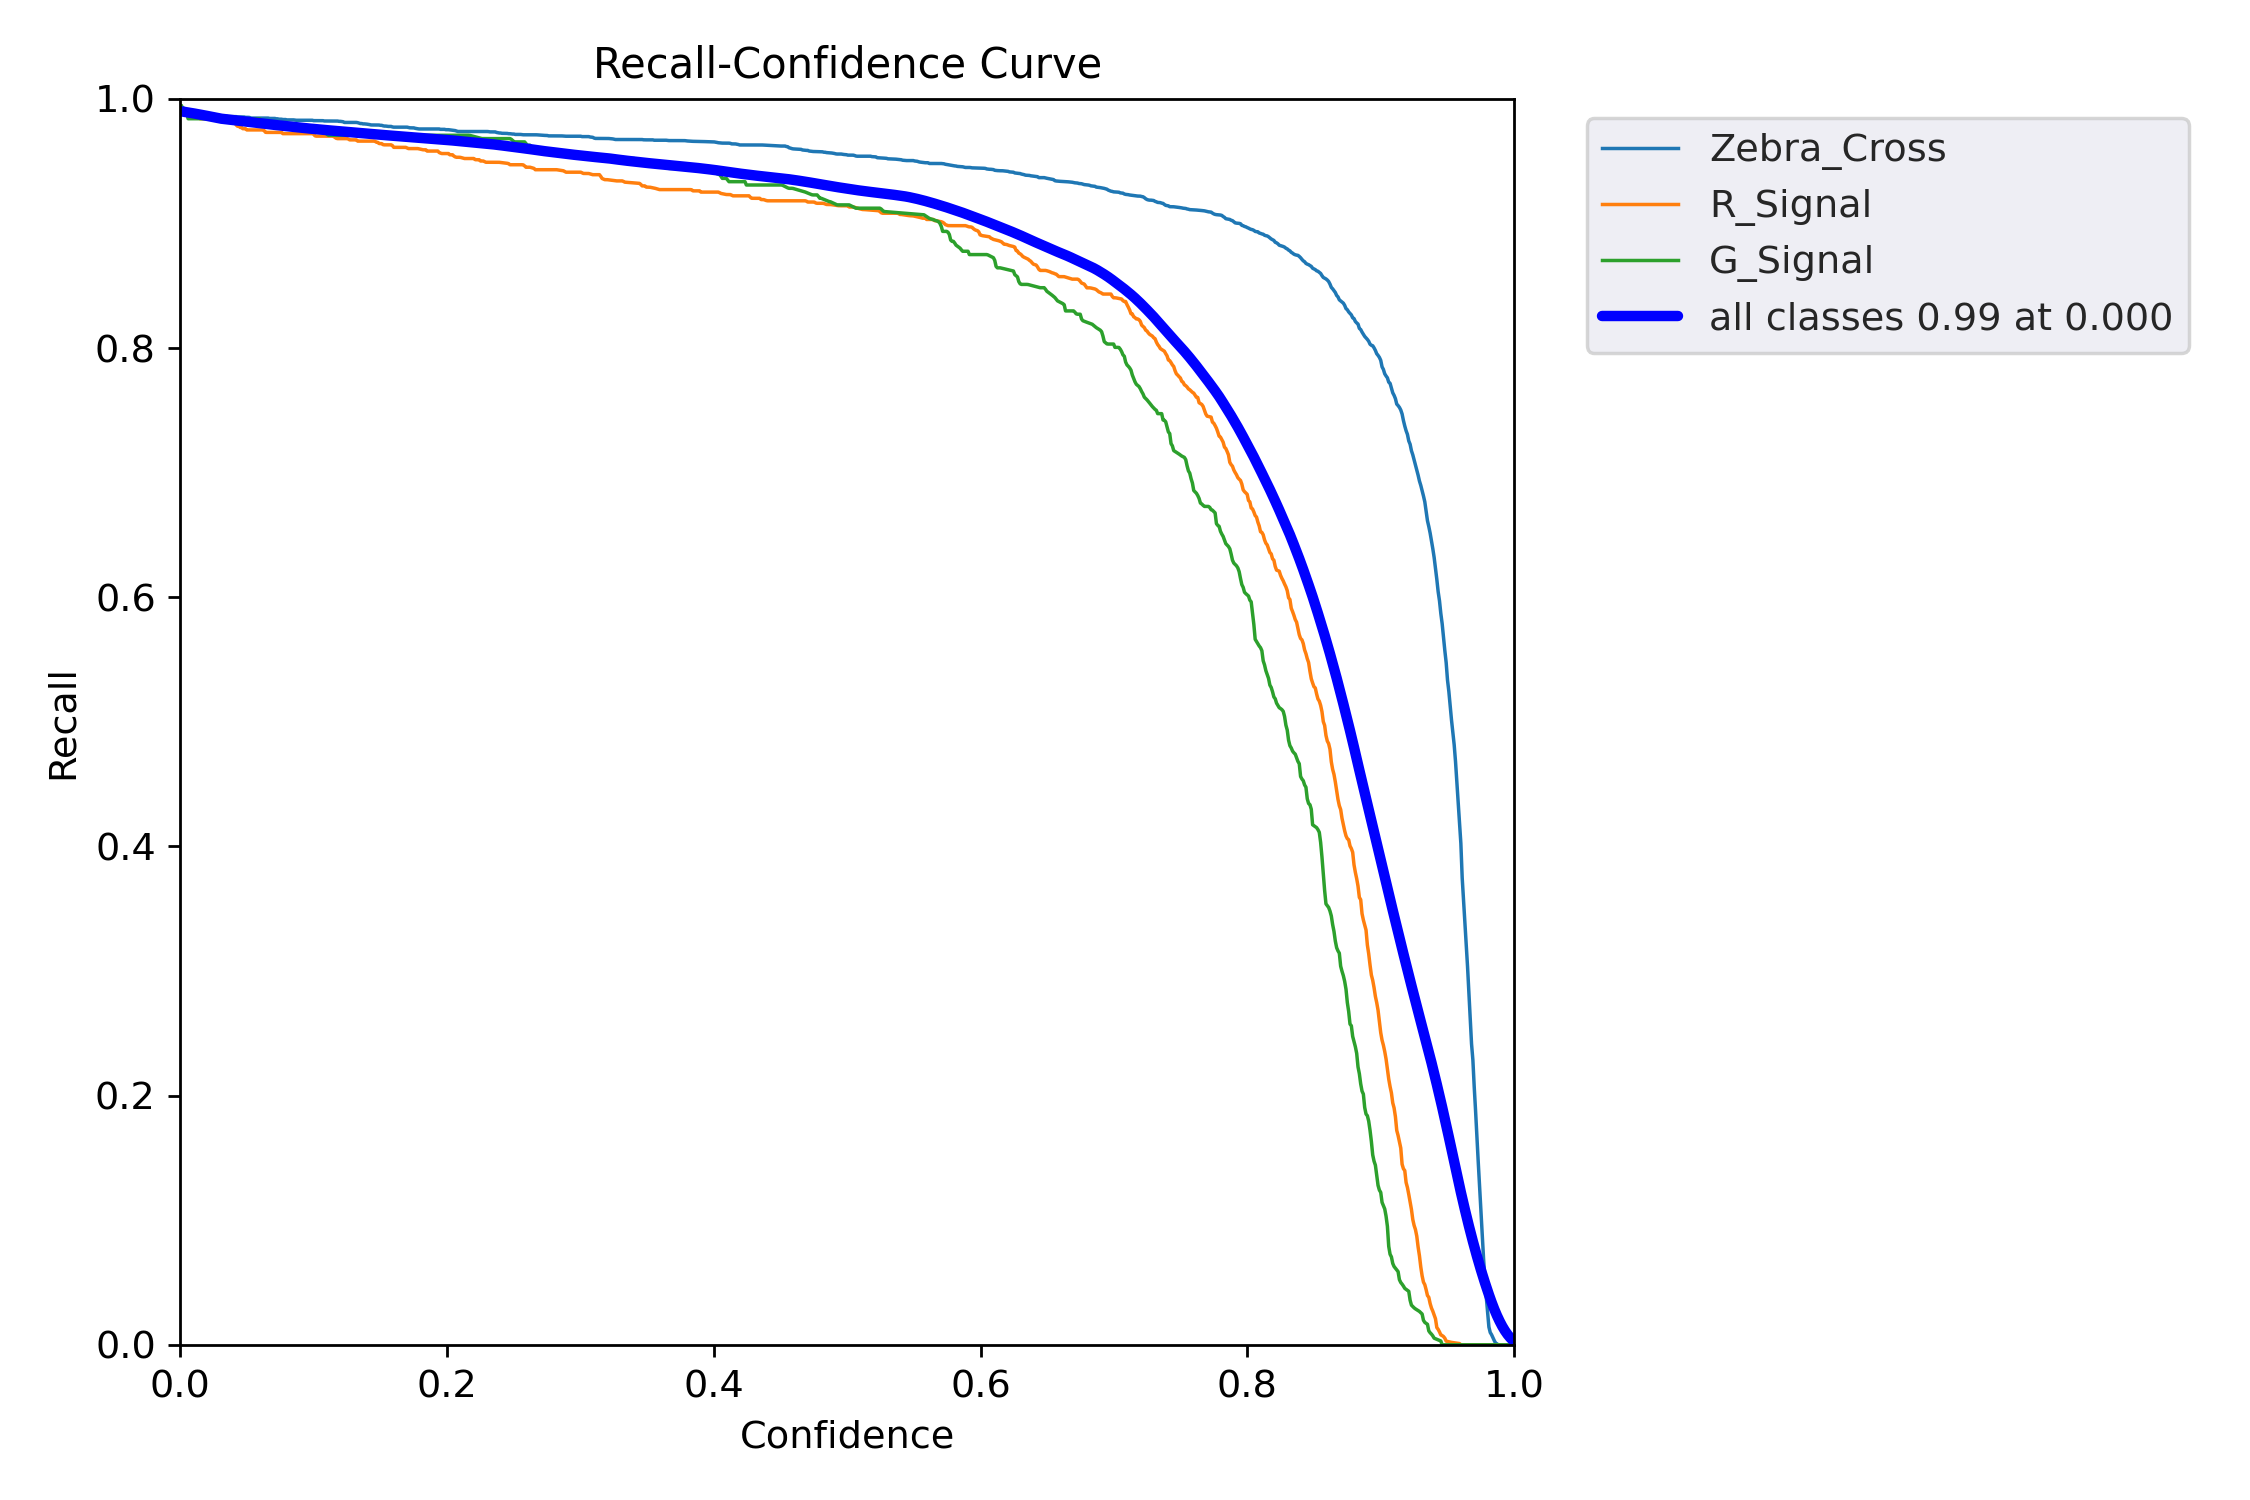 Recall-Confidence Curve
1.0
0.8
0.6
0.4
0.2
0.0
Recall
0.0 0.2 0.4 0.6 0.8 1.0
Confidence
Zebra_Cross
R_Signal
G_Signal
all classes 0.99 at 0.000